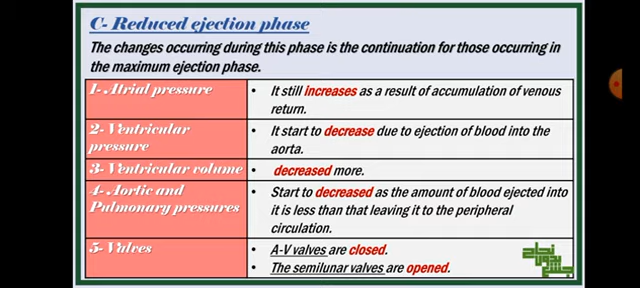 C- Reduced ejection phase
The changes occurring during this phase is the continuation for those occurring in
the maximum ejection phase.
1- Atrial pressure
• It still increases as a result of accumulation of venous
return.
2- Ventricular
pressure
• It start to decrease due to ejection of blood into the
aorta.
3- Ventricular volume
• decreased more.
4- Aortic and
Pulmonary pressures
• Start to decreased as the amount of blood ejected into
it is less than that leaving it to the peripheral
circulation.
5- Valves
• A-V valves are closed.
• The semilunar valves are opened.